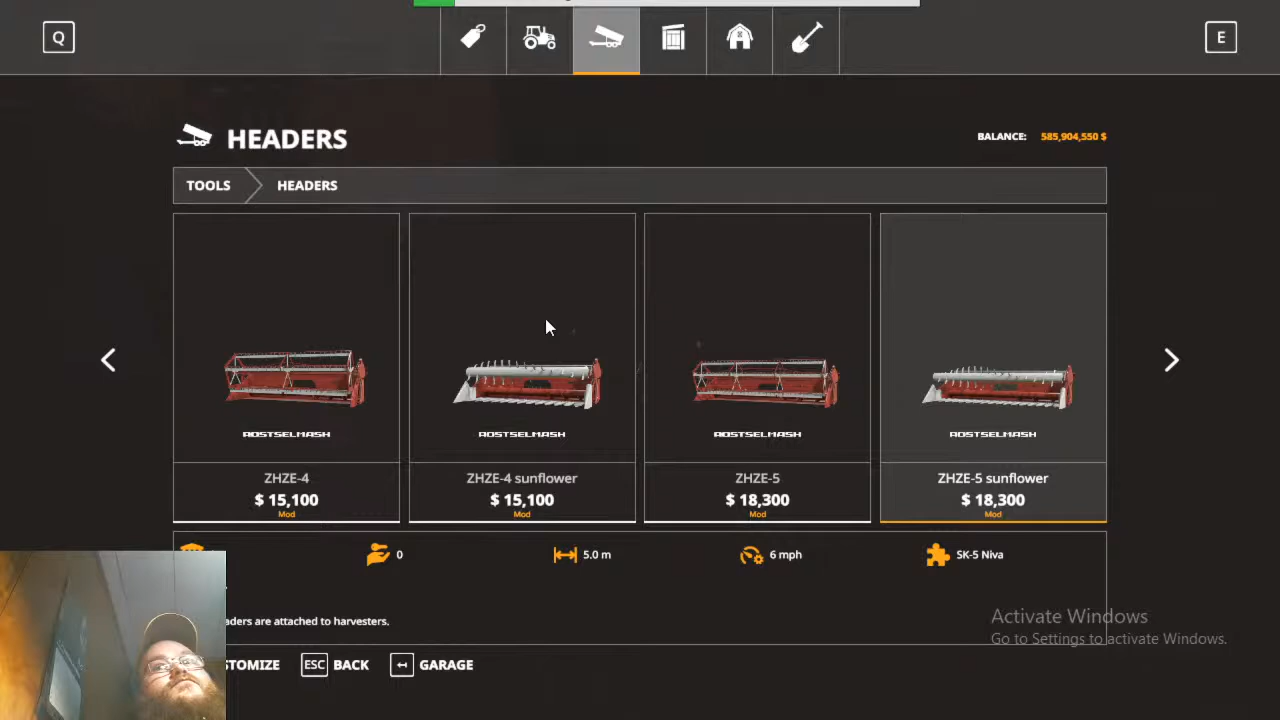 Q
E
HEADERS
BALANCE: 585,904,550 $
TOOLS HEADERS
ROSTSELMASH ROSTSELMASH ROSTSELMASH ROSTSELMASH
ZHZE-4 ZHZE-4 sunflower ZHZE-5 ZHZE-5 sunflower
$ 15,100 $ 15,100 $ 18,300 $ 18,300
Mod Mod Mod Mod
0 5.0 m 6 mph SK-5 Niva
aders are attached to harvesters.
Activate Windows
Go to Settings to activate Windows.
STOMIZE ESC BACK GARAGE